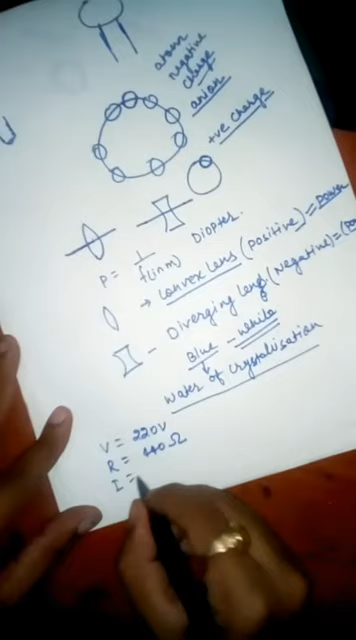 atom
negative
charge
anion
+ve charge
P = 1/f(in m) Diopter.
→ Convex lens (Positive) = Power
- Diverging lens (Negative) =
Blue - white
water of crystalisation
V = 220V
R = 440 Ω
I =